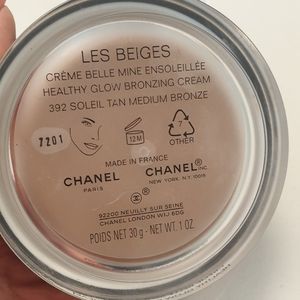 LES BEIGES
CRÈME BELLE MINE ENSOLEILLÉE
HEALTHY GLOW BRONZING CREAM
392 SOLEIL TAN MEDIUM BRONZE
7201
12M
7
OTHER
MADE IN FRANCE
CHANEL CHANEL® INC.
PARIS NEW YORK, N.Y., 10019
92200 NEUILLY SUR SEINE
CHANEL LONDON W1J 6DG
POIDS NET 30 g - NET WT. 1 OZ.